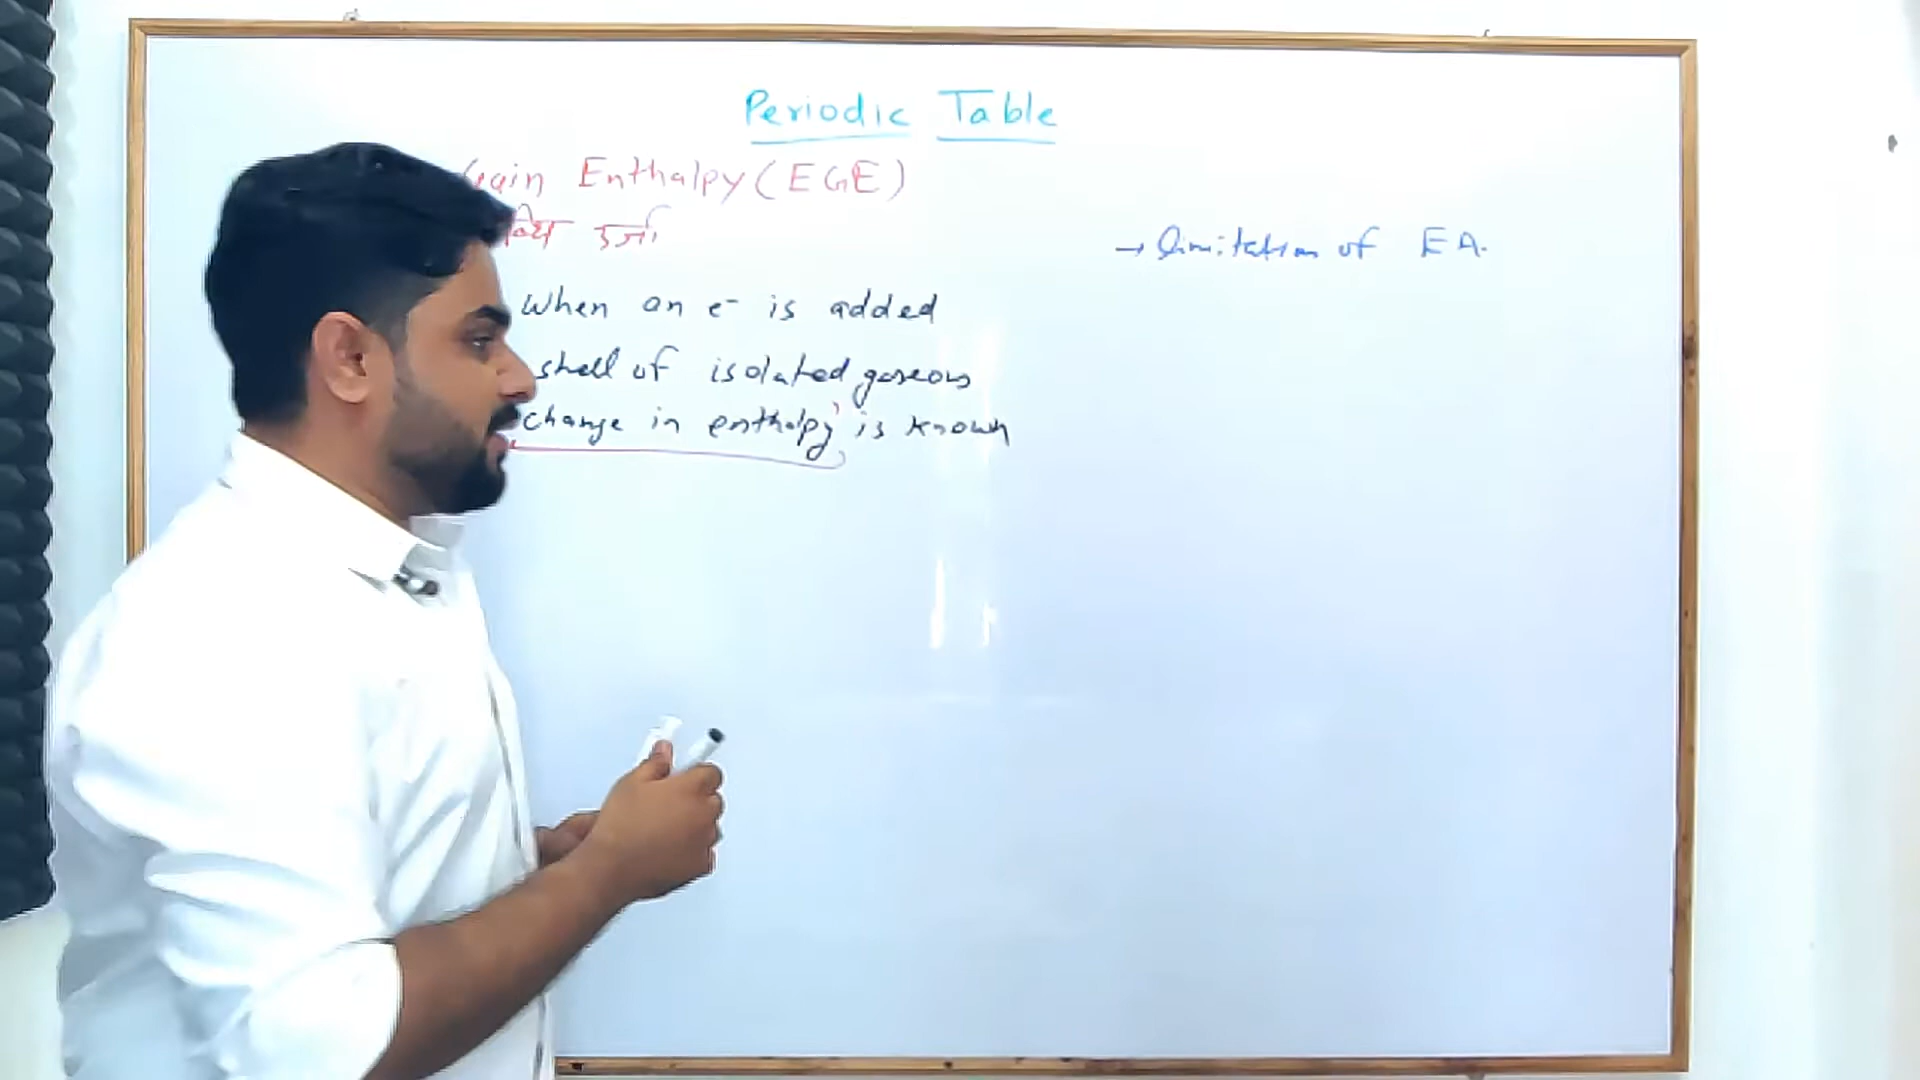 Periodic Table
Gain Enthalpy (EGE)
ऊर्जा
→ Limitation of EA.
When an e⁻ is added
shell of isolated gaseous
change in enthalpy is known